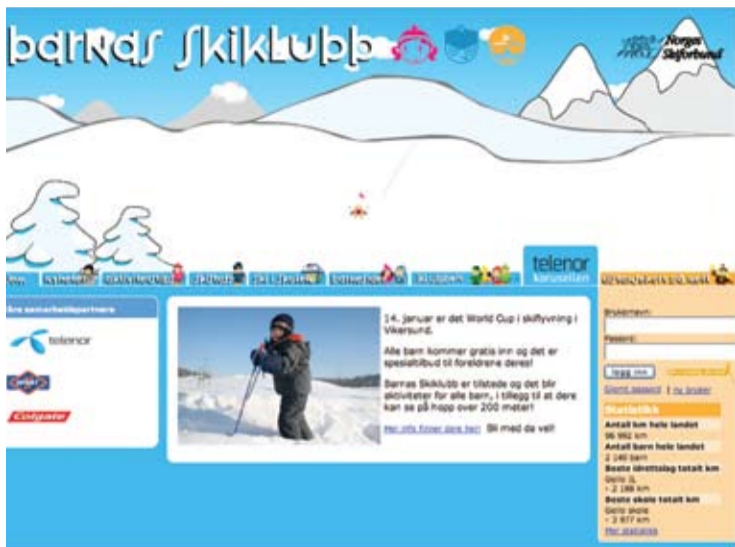 barnas skiklubb
Norges
Skiforbund
telenor
karusellen
våre samarbeidspartnere
telenor
Colgate
14. januar er det World Cup i skiflyvning i
Vikersund.
Alle barn kommer gratis inn og det er
spesialtilbud til foreldrene deres!
Barnas Skiklubb er tilstede og det blir
aktiviteter for alle barn, i tillegg til at dere
kan se på hopp over 200 meter!
Mer info finner dere her! Bli med da vel!
Brukernavn:
Passord:
logg inn
Glemt passord | ny bruker
Statistikk
Antall km hele landet
Antall barn hele landet
2 140 barn
Beste idrettslag totalt km
Geilo IL
- 2 188 km
Beste skole totalt km
Geilo skole
- 3 877 km
Mer statistikk